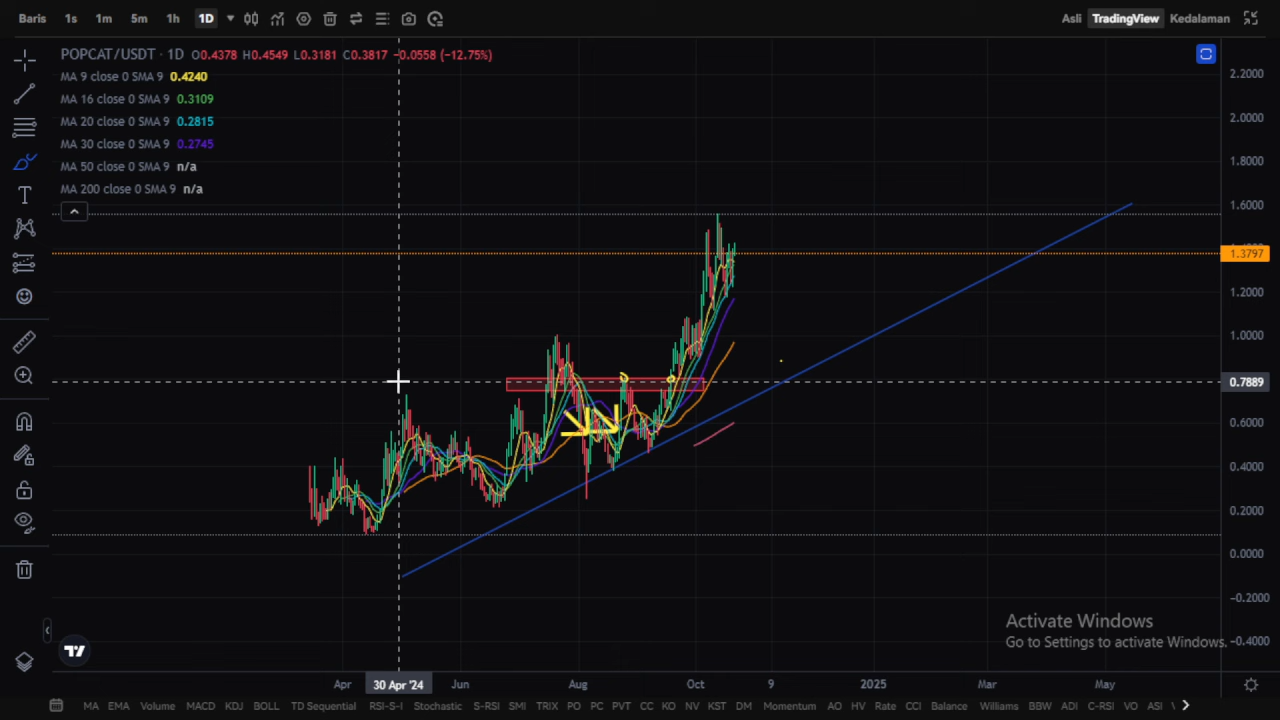 Baris 1s 1m 5m 1h 1D Asli TradingView Kedalaman
POPCAT/USDT · 1D O0.4378 H0.4549 L0.3181 C0.3817 -0.0558 (-12.75%)
MA 9 close 0 SMA 9 0.4240
MA 16 close 0 SMA 9 0.3109
MA 20 close 0 SMA 9 0.2815
MA 30 close 0 SMA 9 0.2745
MA 50 close 0 SMA 9 n/a
MA 200 close 0 SMA 9 n/a
2.2000
2.0000
1.8000
1.6000
1.3797
1.2000
1.0000
0.7889
0.6000
0.4000
0.2000
0.0000
-0.2000
-0.4000
Activate Windows
Go to Settings to activate Windows.
Apr 30 Apr '24 Jun Aug Oct 9 2025 Mar May
MA EMA Volume MACD KDJ BOLL TD Sequential RSI-S-I Stochastic S-RSI SMI TRIX PO PC PVT CC KO NV KST DM Momentum AO HV Rate CCI Balance Williams BBW ADI C-RSI VO ASI